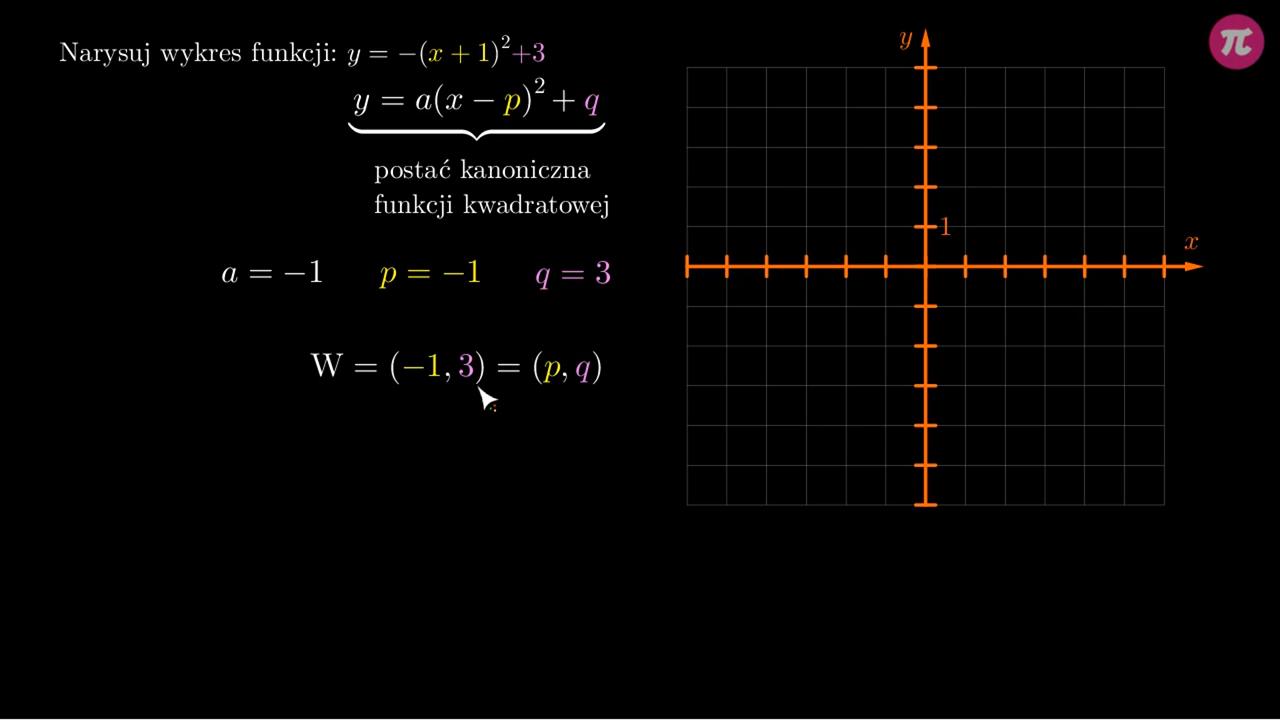 Narysuj wykres funkcji: y = −(x + 1)²+3
y = a(x − p)² + q
postać kanoniczna
funkcji kwadratowej
a = −1 p = −1 q = 3
W = (−1, 3) = (p, q)
y
1
x
π